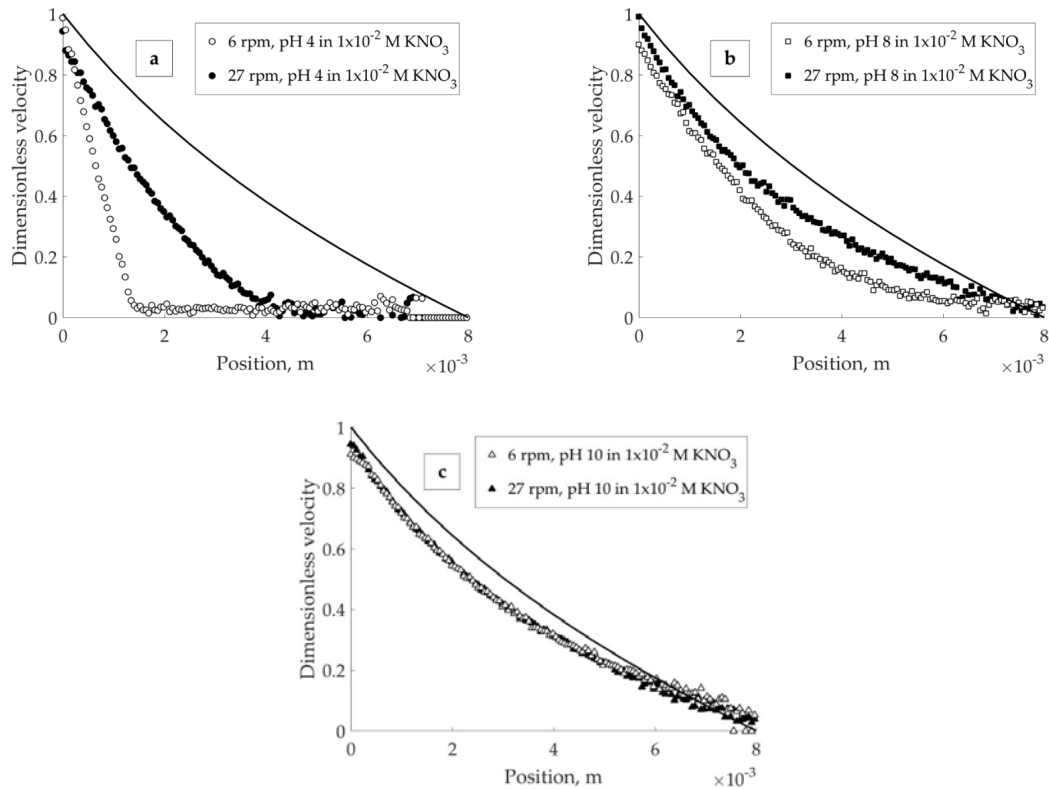 1
0.8
0.6
0.4
0.2
0
Dimensionless velocity
a
6 rpm, pH 4 in 1x10⁻² M KNO₃
27 rpm, pH 4 in 1x10⁻² M KNO₃
0 2 4 6 8
Position, m
×10⁻³
1
0.8
0.6
0.4
0.2
0
Dimensionless velocity
b
6 rpm, pH 8 in 1x10⁻² M KNO₃
27 rpm, pH 8 in 1x10⁻² M KNO₃
0 2 4 6 8
Position, m
×10⁻³
1
0.8
0.6
0.4
0.2
0
Dimensionless velocity
c
6 rpm, pH 10 in 1x10⁻² M KNO₃
27 rpm, pH 10 in 1x10⁻² M KNO₃
0 2 4 6 8
Position, m
×10⁻³